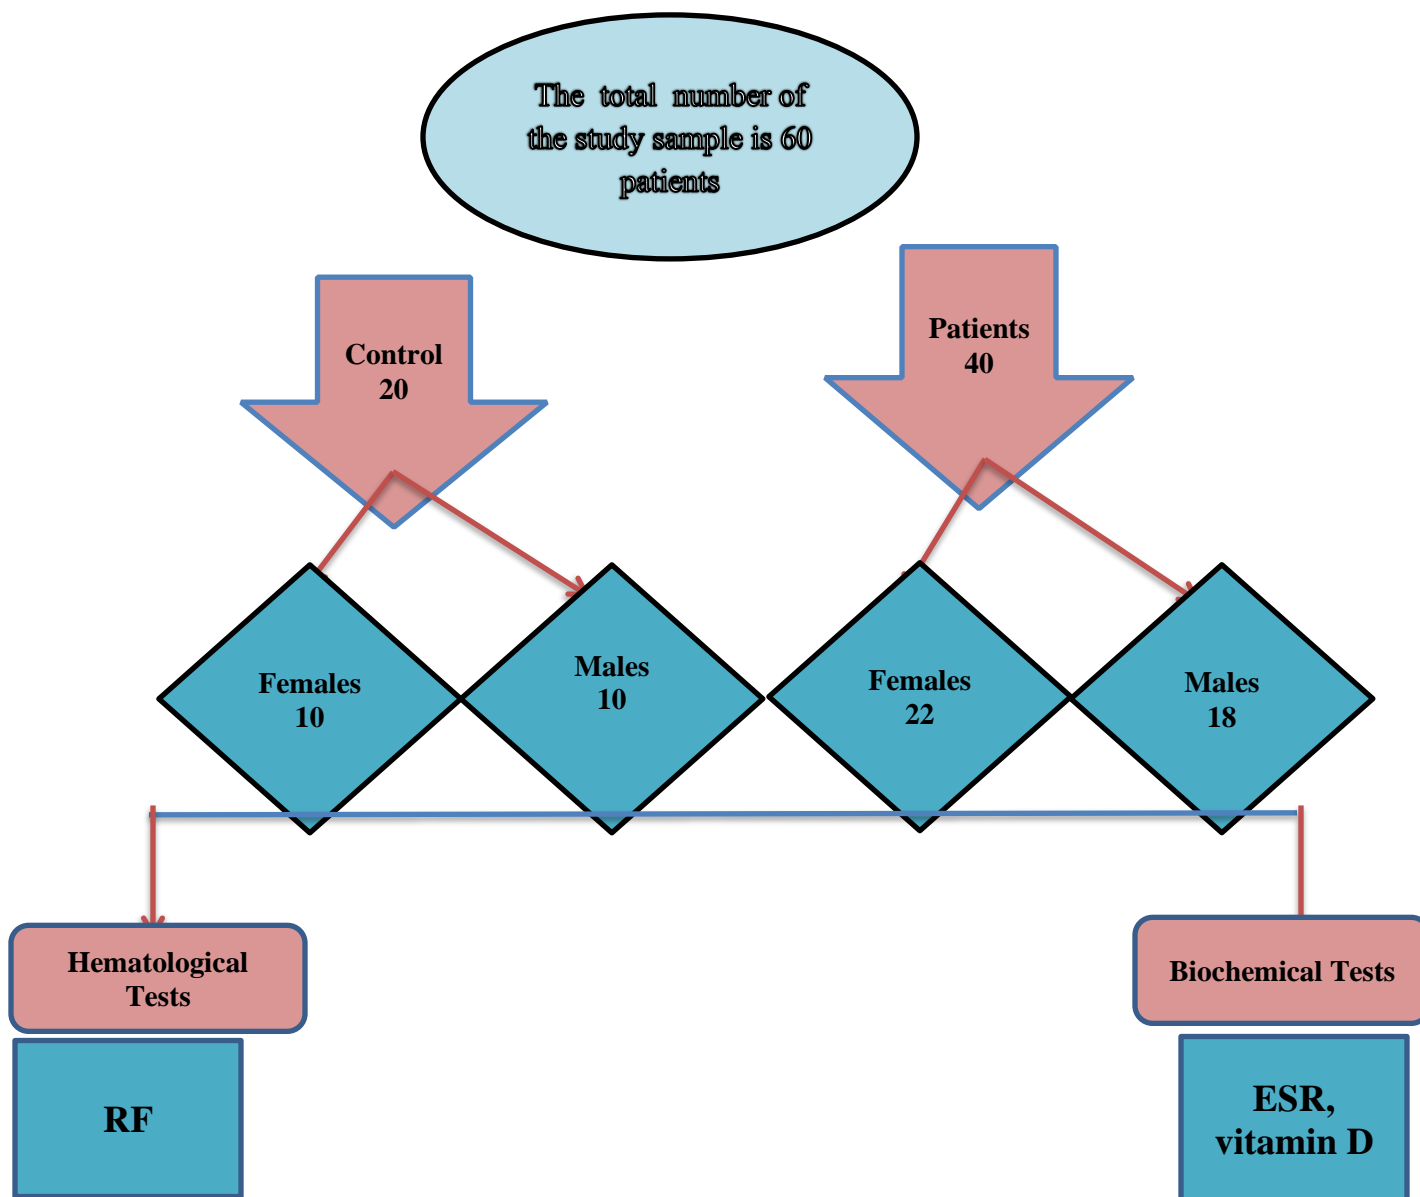 The total number of
the study sample is 60
patients
Control
20
Patients
40
Females
10
Males
10
Females
22
Males
18
Hematological
Tests
Biochemical Tests
RF
ESR,
vitamin D